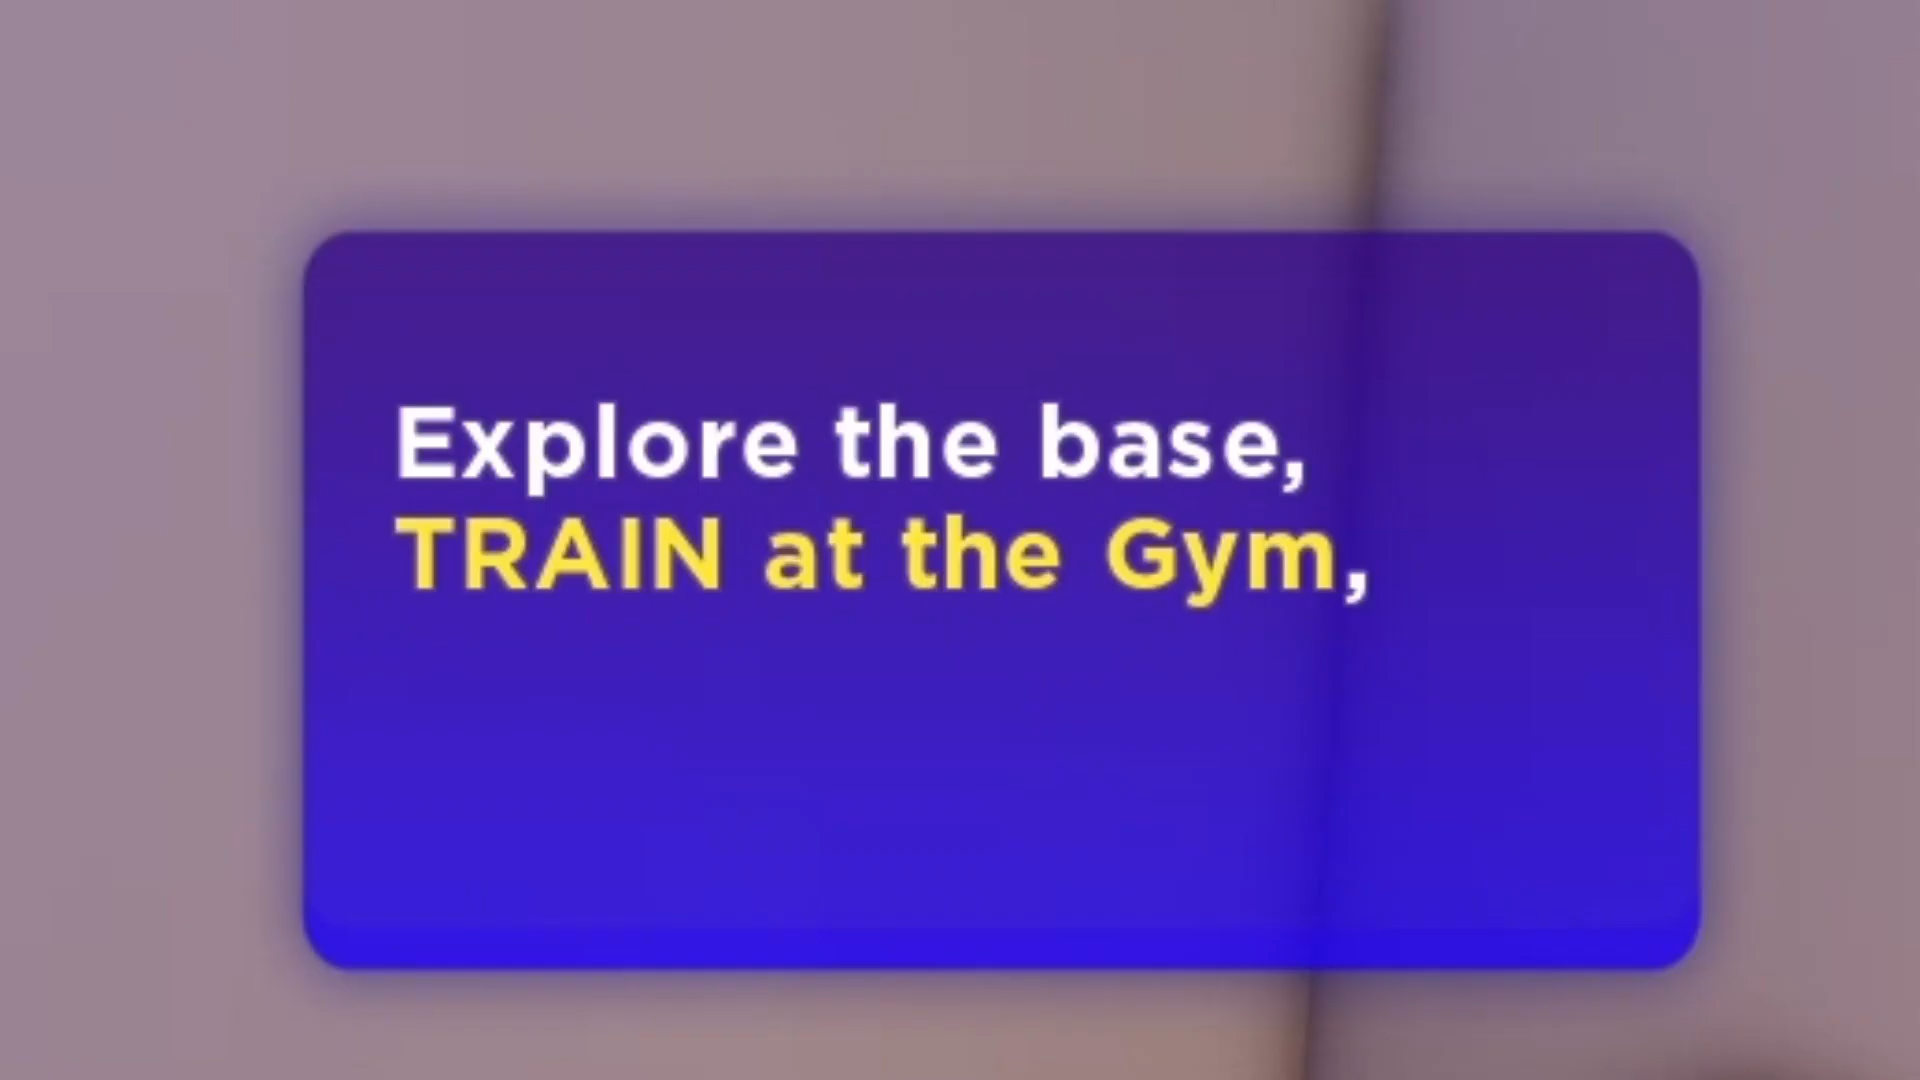 Explore the base,
TRAIN at the Gym,